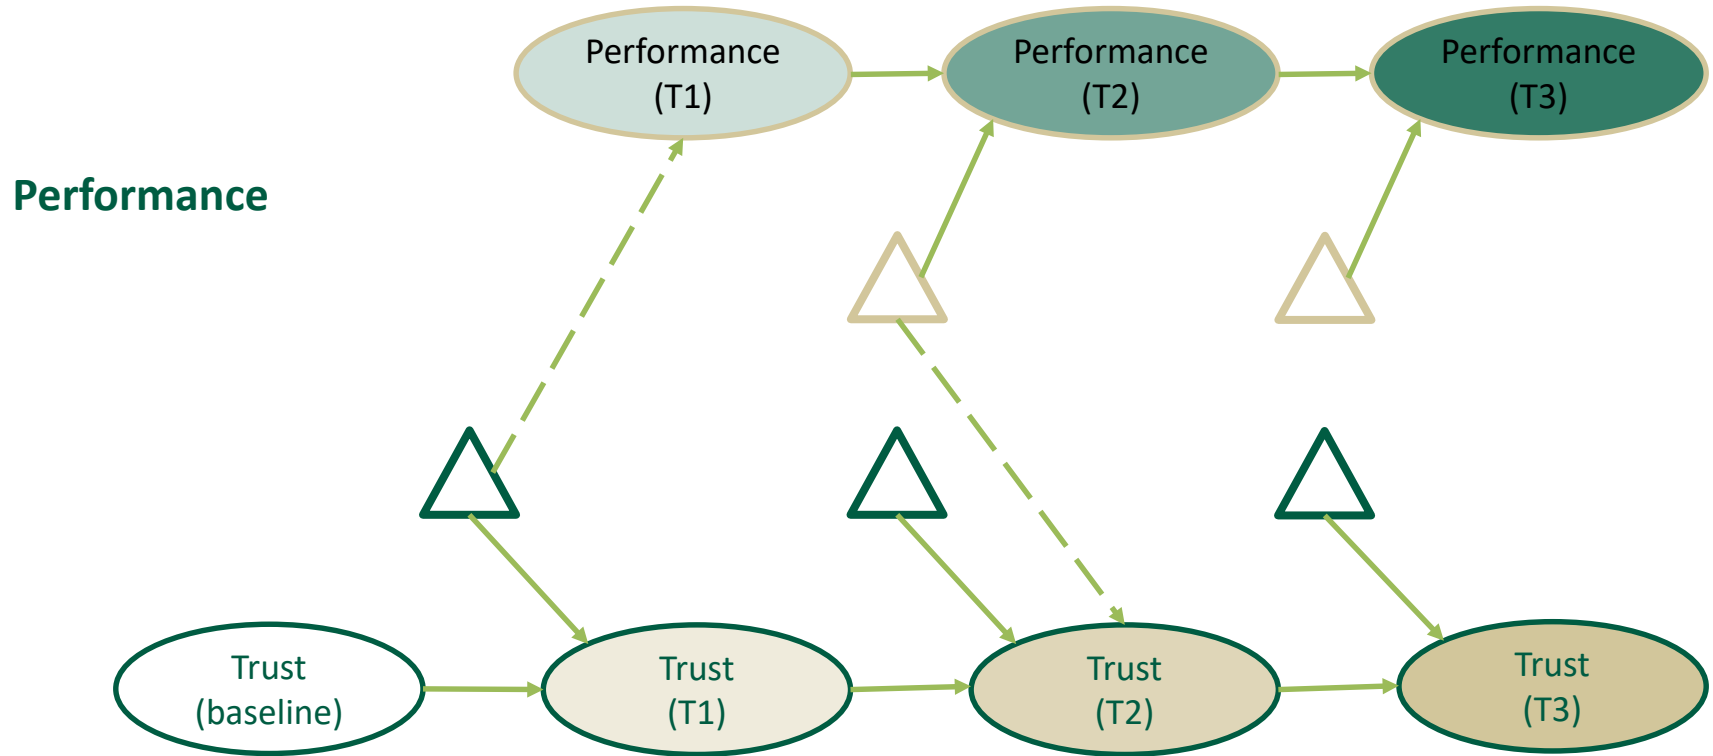 Performance
(T1)
Performance
(T2)
Performance
(T3)
Performance
Trust
(baseline)
Trust
(T1)
Trust
(T2)
Trust
(T3)